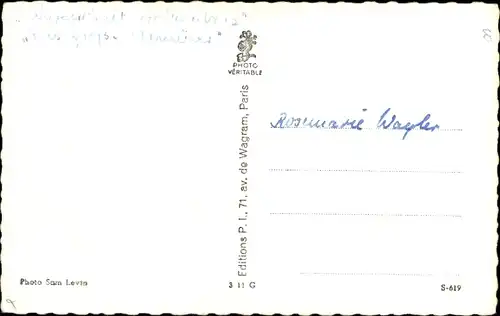 PHOTO
VÉRITABLE
Editions P. I., 71, av. de Wagram, Paris
Rosemarie Wagler
Photo Sam Levin
3 11 G
S-619